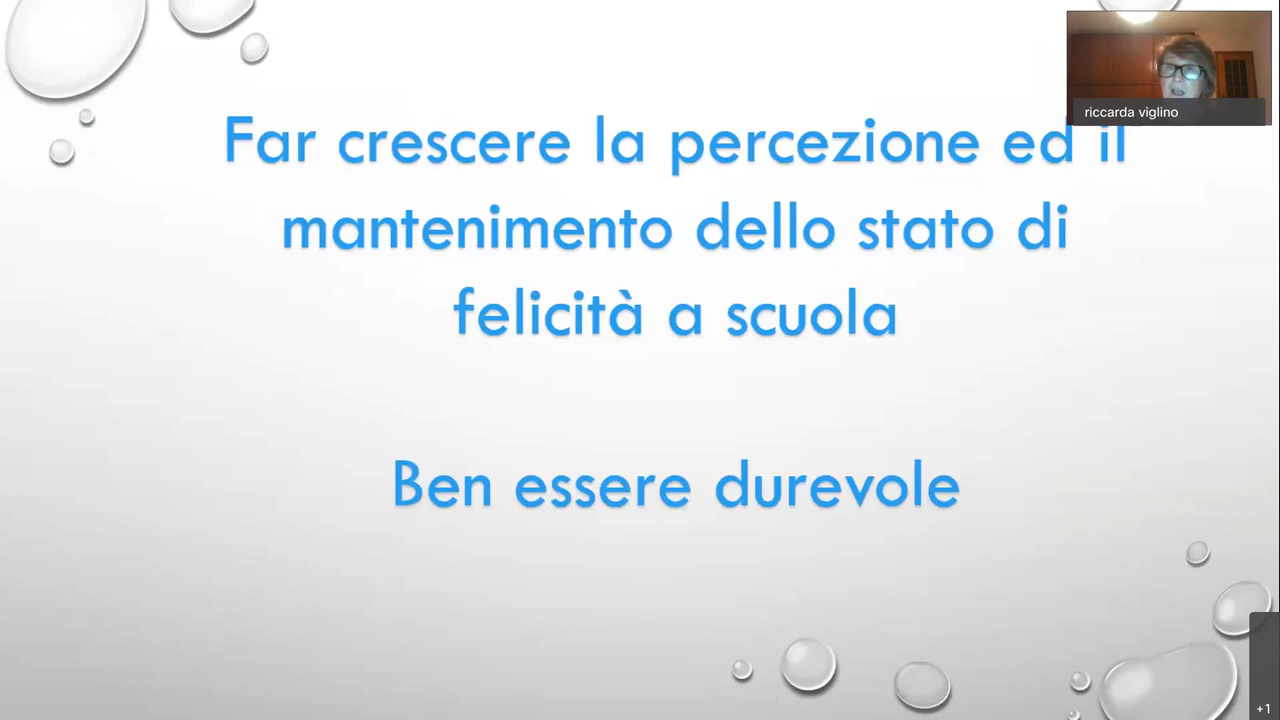 riccarda viglino
Far crescere la percezione ed il
mantenimento dello stato di
felicità a scuola
Ben essere durevole
+1